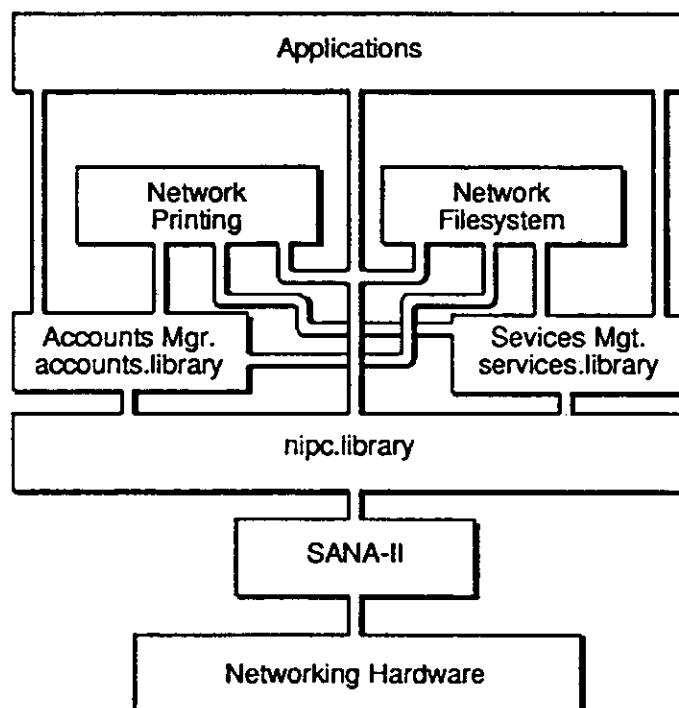 Applications
Network
Printing
Network
Filesystem
Accounts Mgr.
accounts.library
Sevices Mgt.
services.library
nipc.library
SANA-II
Networking Hardware